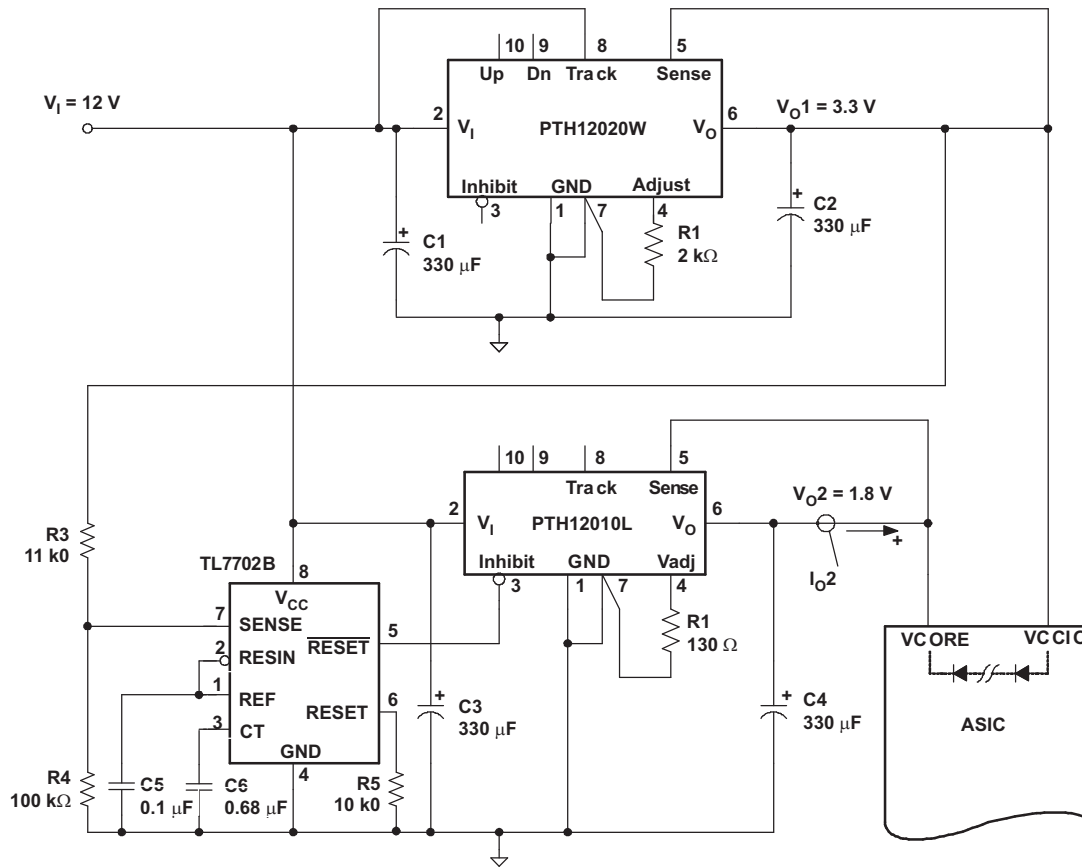 10 9 8 5
Up Dn Track Sense
V_I = 12 V
2 V_I PTH12020W V_O 6
V_O1 = 3.3 V
Inhibit GND Adjust
3 1 7 4
+ C1
330 μF
R1
2 kΩ
+ C2
330 μF
10 9 8 5
Track Sense
2 V_I PTH12010L V_O 6
V_O2 = 1.8 V
+
I_O2
Inhibit GND Vadj
3 1 7 4
R1
130 Ω
R3
11 k0
TL7702B
8
V_CC
7 SENSE
2 RESIN
RESET 5
1 REF
RESET 6
3 CT
GND
4
R4
100 kΩ
C5
0.1 μF
C6
0.68 μF
R5
10 k0
+ C3
330 μF
+ C4
330 μF
VCORE VCCIO
ASIC